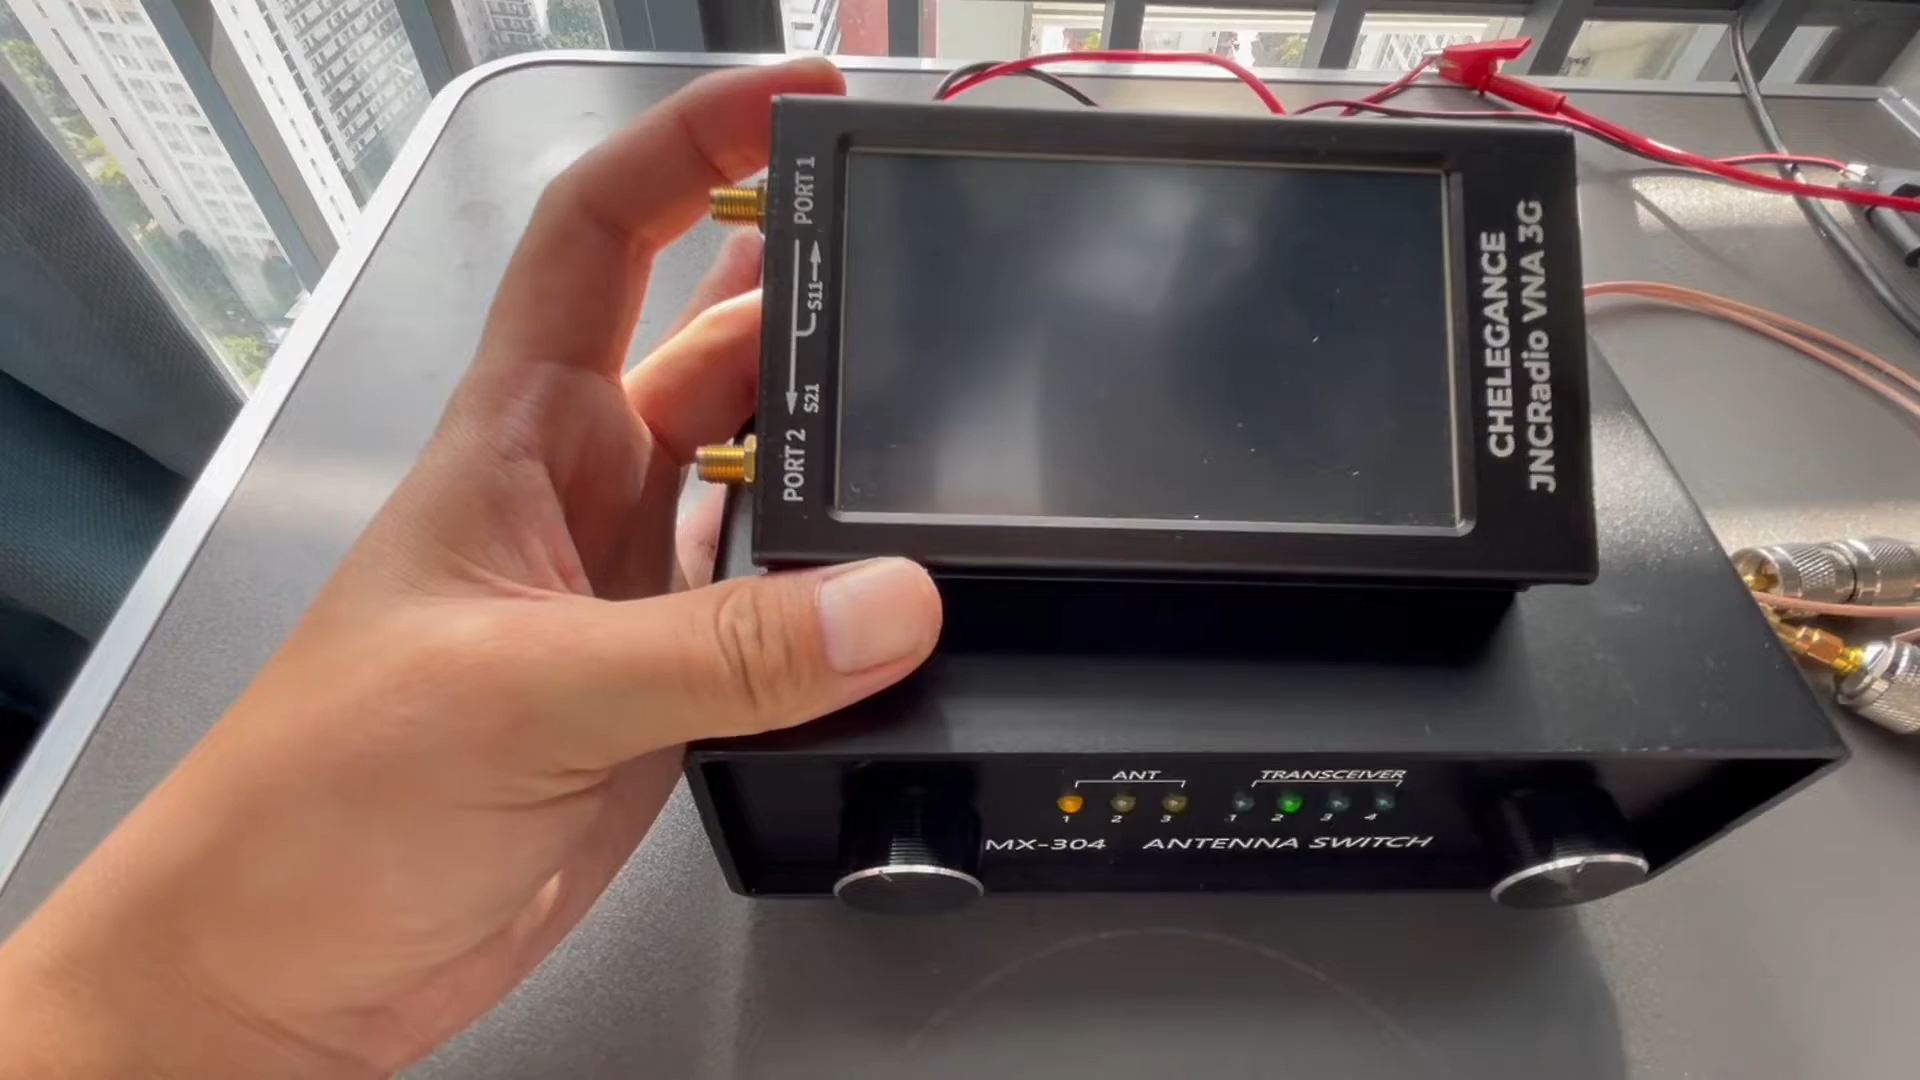 PORT 1
S11
S21
PORT 2
CHELEGANCE
JNCRadio VNA 3G
ANT
TRANSCEIVER
1 2 3
1 2 3 4
MX-304 ANTENNA SWITCH